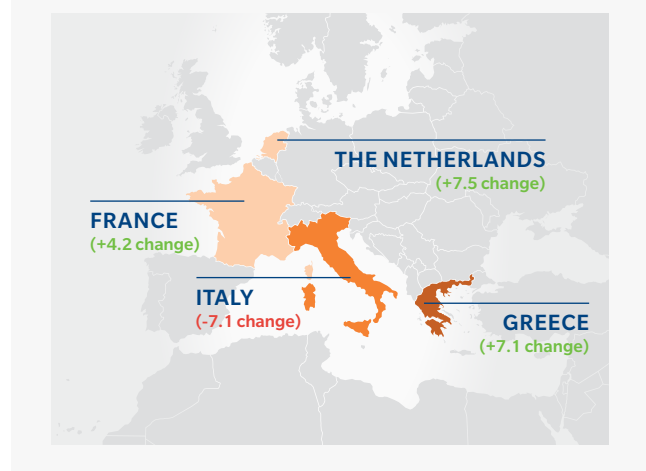 THE NETHERLANDS
(+7.5 change)
FRANCE
(+4.2 change)
ITALY
(-7.1 change)
GREECE
(+7.1 change)